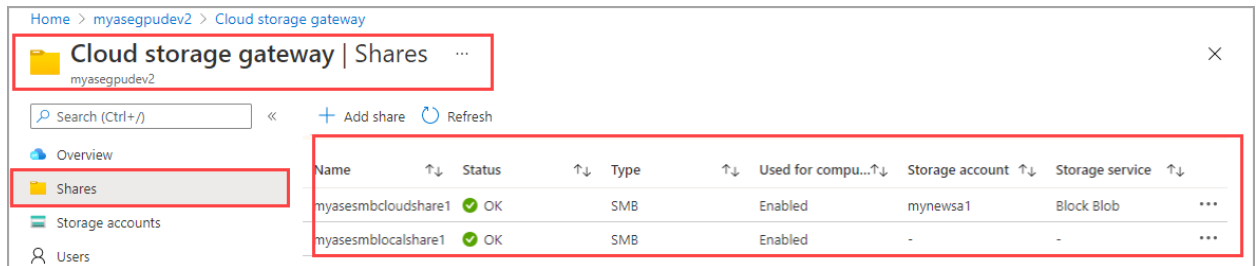 Home > myasegpudev2 > Cloud storage gateway
Cloud storage gateway | Shares ...
myasegpudev2
Search (Ctrl+/) «
+ Add share Refresh
Overview
Shares
Storage accounts
Users
Name Status Type Used for compu... Storage account Storage service
myasesmbcloudshare1 OK SMB Enabled mynewsa1 Block Blob ...
myasesmblocalshare1 OK SMB Enabled - - ...